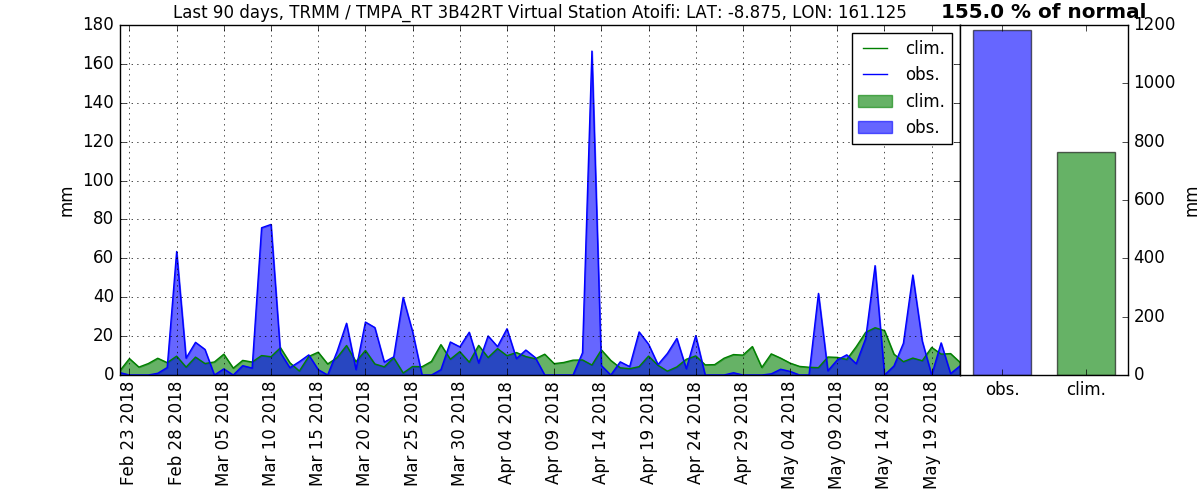 Last 90 days, TRMM / TMPA_RT 3B42RT Virtual Station Atoifi: LAT: -8.875, LON: 161.125
155.0 % of normal
180
160
140
120
100
80
60
40
20
0
mm
clim.
obs.
clim.
obs.
Feb 23 2018
Feb 28 2018
Mar 05 2018
Mar 10 2018
Mar 15 2018
Mar 20 2018
Mar 25 2018
Mar 30 2018
Apr 04 2018
Apr 09 2018
Apr 14 2018
Apr 19 2018
Apr 24 2018
Apr 29 2018
May 04 2018
May 09 2018
May 14 2018
May 19 2018
1200
1000
800
600
400
200
0
mm
obs.
clim.